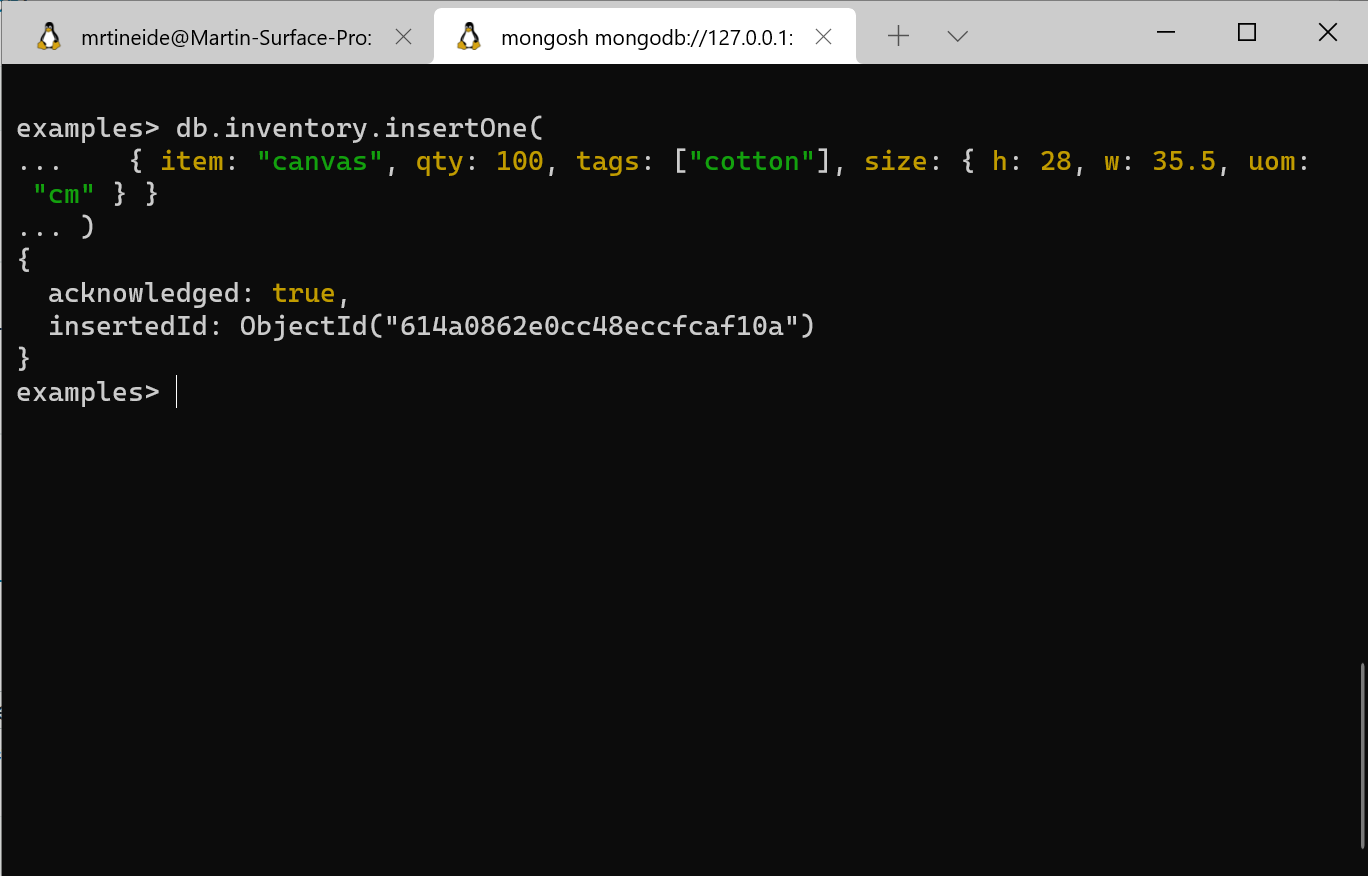 mrtineide@Martin-Surface-Pro:
mongosh mongodb://127.0.0.1:
examples> db.inventory.insertOne(
...    { item: "canvas", qty: 100, tags: ["cotton"], size: { h: 28, w: 35.5, uom:
 "cm" } }
... )
{
  acknowledged: true,
  insertedId: ObjectId("614a0862e0cc48eccfcaf10a")
}
examples>